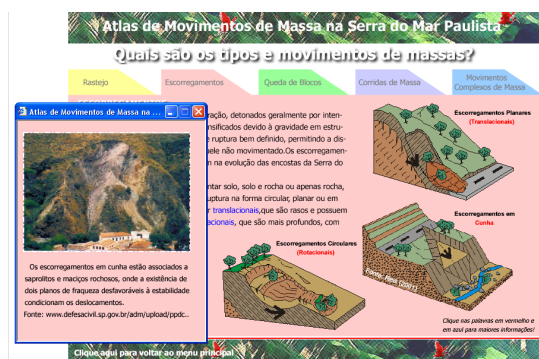 Atlas de Movimentos de Massa na Serra do Mar Paulista
Quais são os tipos e movimentos de massas?
Rastejo
Escorregamentos
Queda de Blocos
Corridas de Massa
Movimentos
Complexos de Massa
Atlas de Movimentos de Massa na ...
ração, detonados geralmente por inten-
nsificados devido à gravidade em estru-
e ruptura bem definido, permitindo a dis-
ele não movimentado.Os escorregamen-
n na evolução das encostas da Serra do
ntar solo, solo e rocha ou apenas rocha,
uptura na forma circular, planar ou em
r translacionais,que são rasos e possuem
acionais, que são mais profundos, com
Os escorregamentos em cunha estão associados a
saprolitos e maciços rochosos, onde a existência de
dois planos de fraqueza desfavoráveis à estabilidade
condicionam os deslocamentos.
Fonte: www.defesacivil.sp.gov.br/adm/upload/ppdc..
Escorregamentos Planares
(Translacionais)
Escorregamentos em
Cunha
Escorregamentos Circulares
(Rotacionais)
Clique nas palavras em vermelho e
em azul para maiores informações!
Clique aqui para voltar ao menu principal